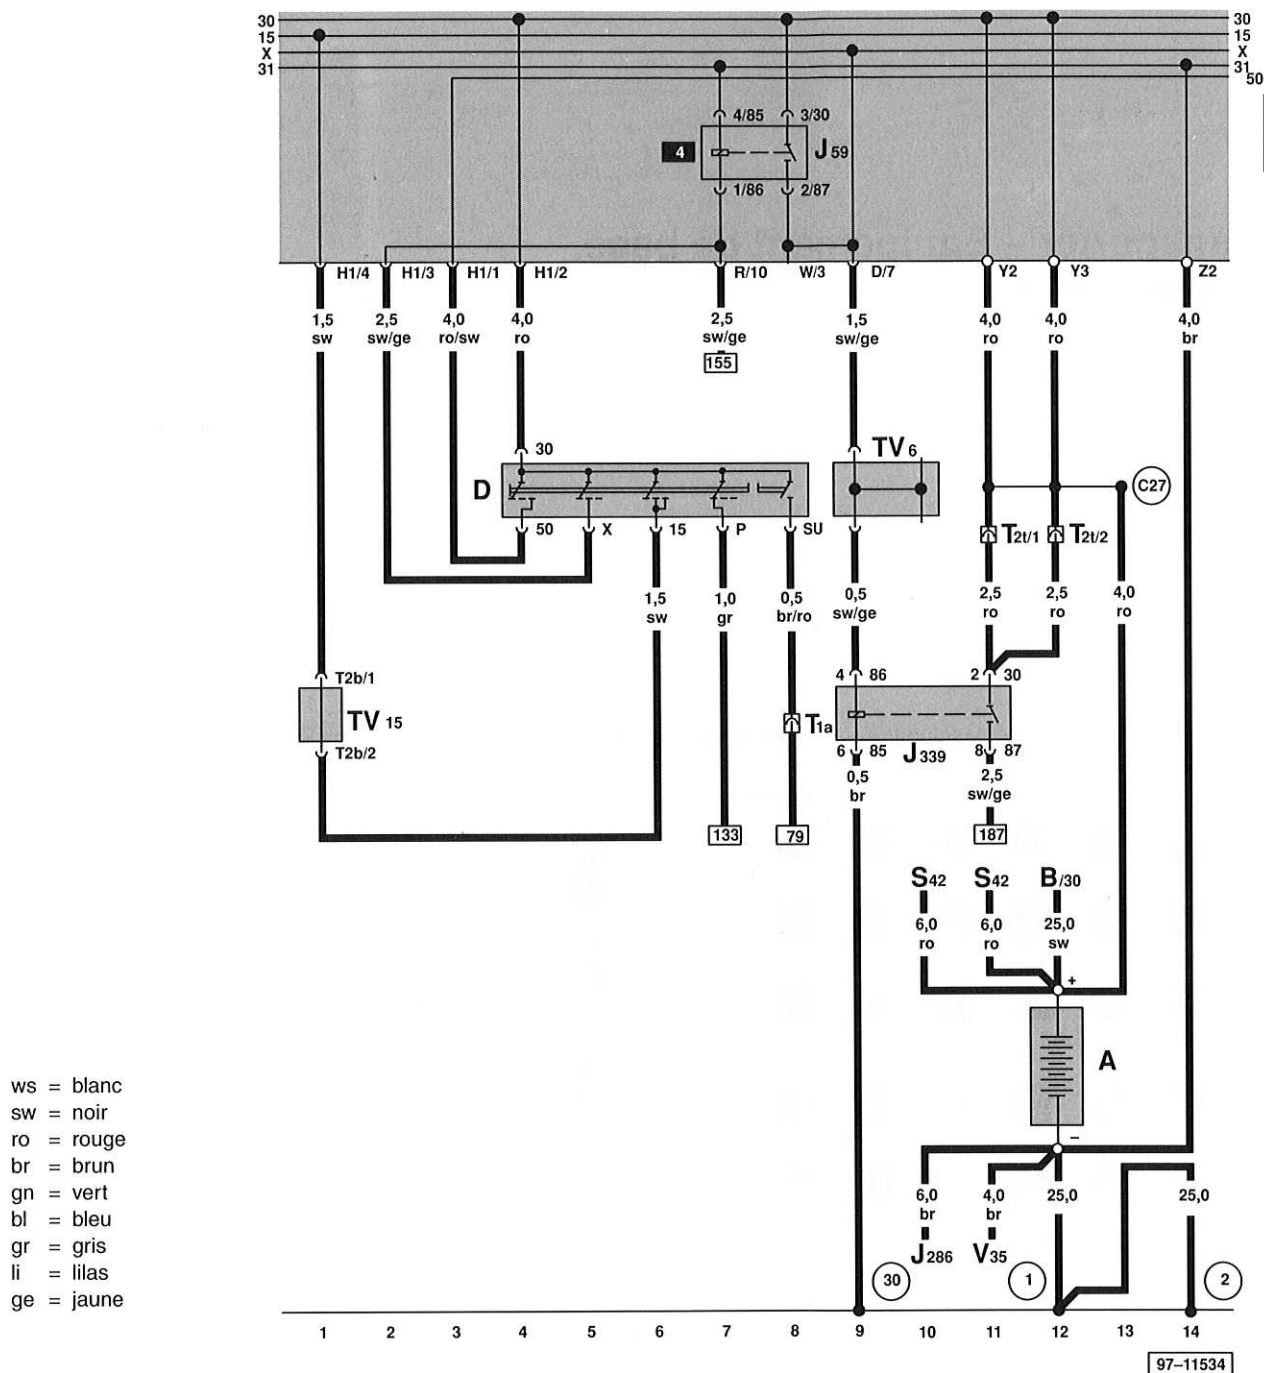 30 30
15 15
X X
31 31
50
4/85 3/30
4 J 59
1/86 2/87
H1/4 H1/3 H1/1 H1/2 R/10 W/3 D/7 Y2 Y3 Z2
1,5 2,5 4,0 4,0 2,5 1,5 4,0 4,0 4,0
sw sw/ge ro/sw ro sw/ge sw/ge ro ro br
155
30 TV 6
D C27
50 X 15 P SU T2t/1 T2t/2
1,5 1,0 0,5 0,5 2,5 2,5 4,0
sw gr br/ro sw/ge ro ro ro
T2b/1 4 86 2 30
TV 15 T1a
T2b/2 6 85 J339 8 87
0,5 2,5
br sw/ge
133 79 187
S42 S42 B/30
6,0 6,0 25,0
ro ro sw
+
A
ws = blanc
sw = noir
ro = rouge
br = brun
gn = vert
bl = bleu
gr = gris
li = lilas
ge = jaune
–
6,0 4,0 25,0 25,0
br br
J286 V35
30 1 2
1 2 3 4 5 6 7 8 9 10 11 12 13 14
97–11534